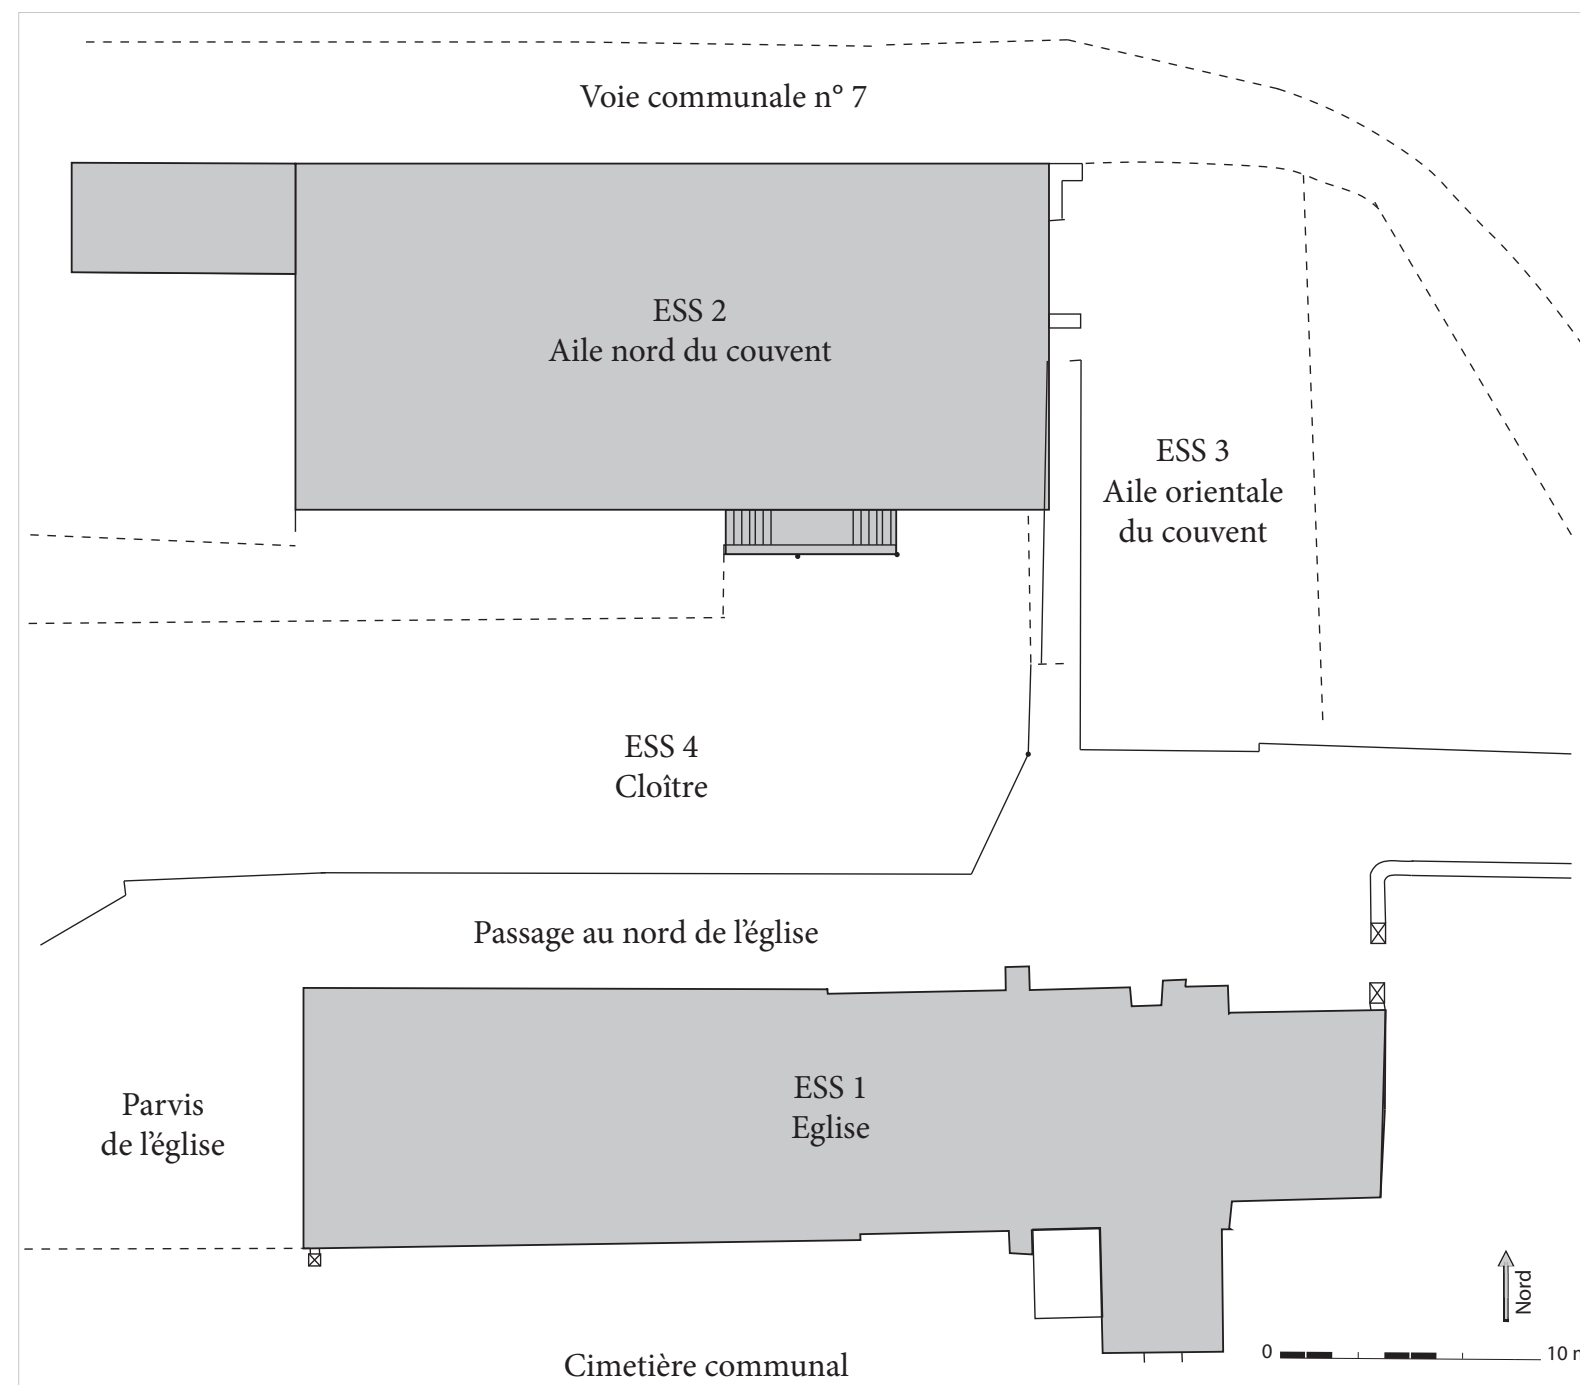 Voie communale n° 7
ESS 2
Aile nord du couvent
ESS 3
Aile orientale
du couvent
ESS 4
Cloître
Passage au nord de l'église
ESS 1
Eglise
Parvis
de l'église
Nord
0
10 m
Cimetière communal